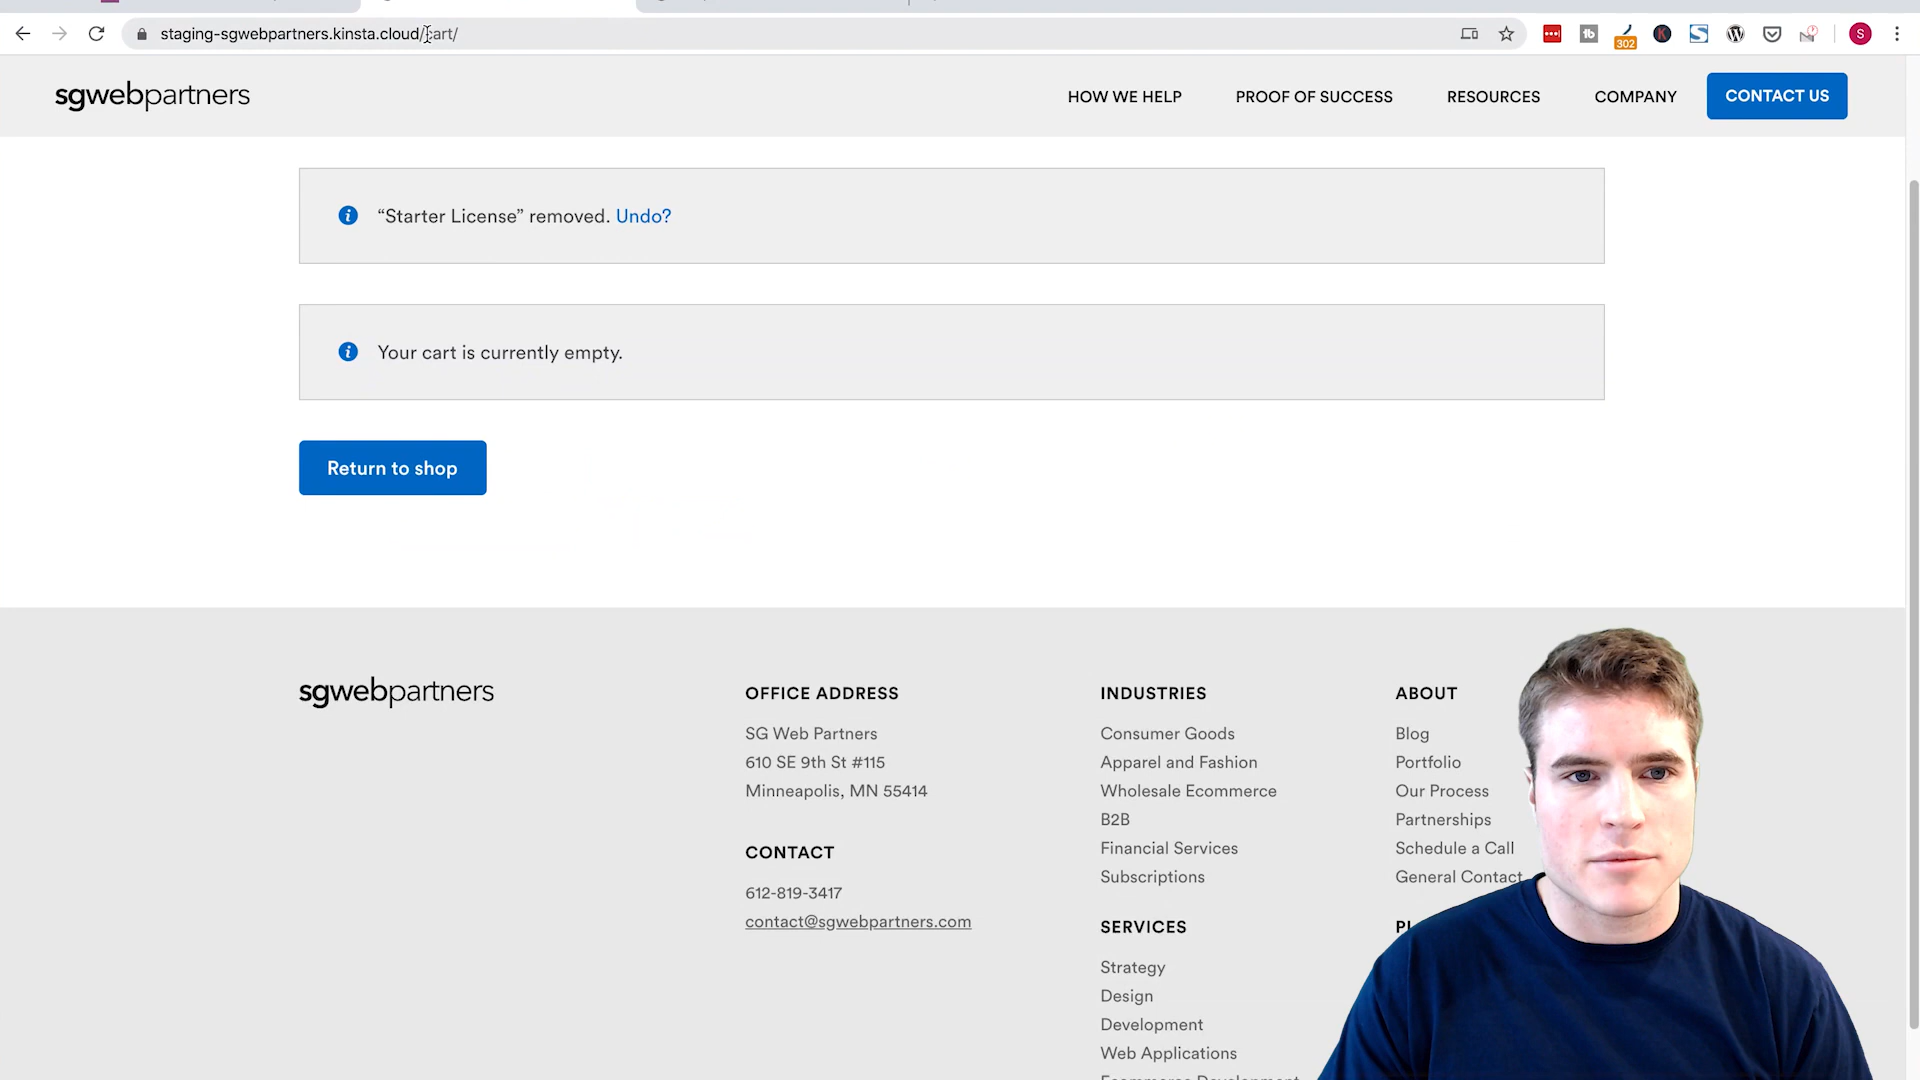 staging-sgwebpartners.kinsta.cloud/cart/
302
S
sgwebpartners
HOW WE HELP
PROOF OF SUCCESS
RESOURCES
COMPANY
CONTACT US
“Starter License” removed. Undo?
Your cart is currently empty.
Return to shop
sgwebpartners
OFFICE ADDRESS
SG Web Partners
610 SE 9th St #115
Minneapolis, MN 55414
CONTACT
612-819-3417
contact@sgwebpartners.com
INDUSTRIES
Consumer Goods
Apparel and Fashion
Wholesale Ecommerce
B2B
Financial Services
Subscriptions
SERVICES
Strategy
Design
Development
Web Applications
ABOUT
Blog
Portfolio
Our Process
Partnerships
Schedule a Call
General Contact